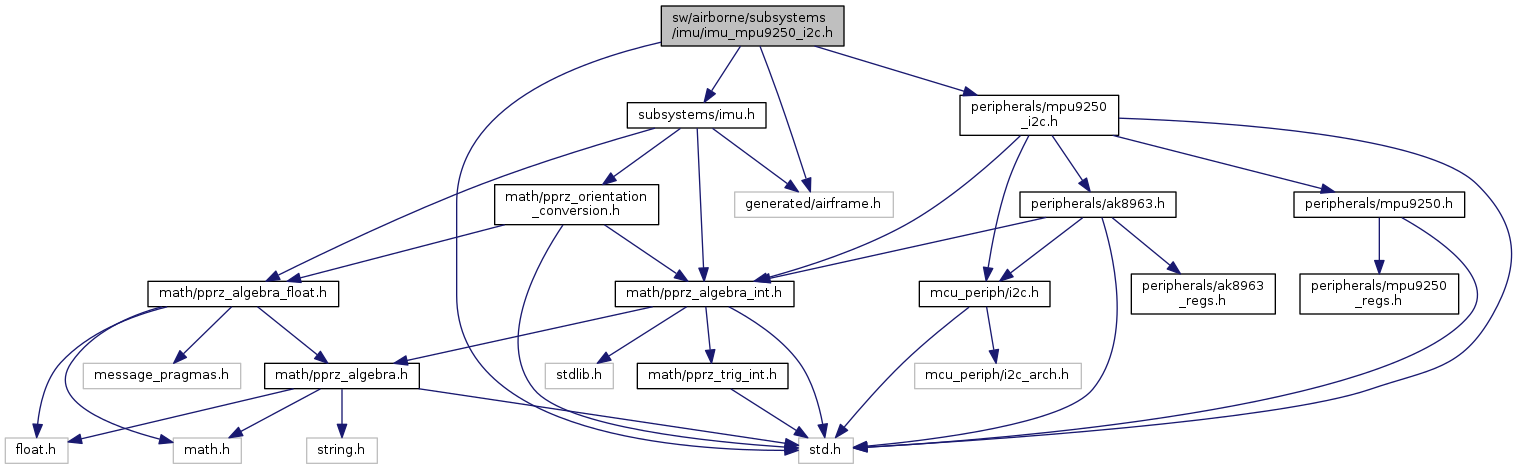 sw/airborne/subsystems
/imu/imu_mpu9250_i2c.h
subsystems/imu.h
peripherals/mpu9250
_i2c.h
math/pprz_orientation
_conversion.h
generated/airframe.h
peripherals/ak8963.h
peripherals/mpu9250.h
math/pprz_algebra_float.h
math/pprz_algebra_int.h
mcu_periph/i2c.h
peripherals/ak8963
_regs.h
peripherals/mpu9250
_regs.h
message_pragmas.h
math/pprz_algebra.h
stdlib.h
math/pprz_trig_int.h
mcu_periph/i2c_arch.h
float.h
math.h
string.h
std.h